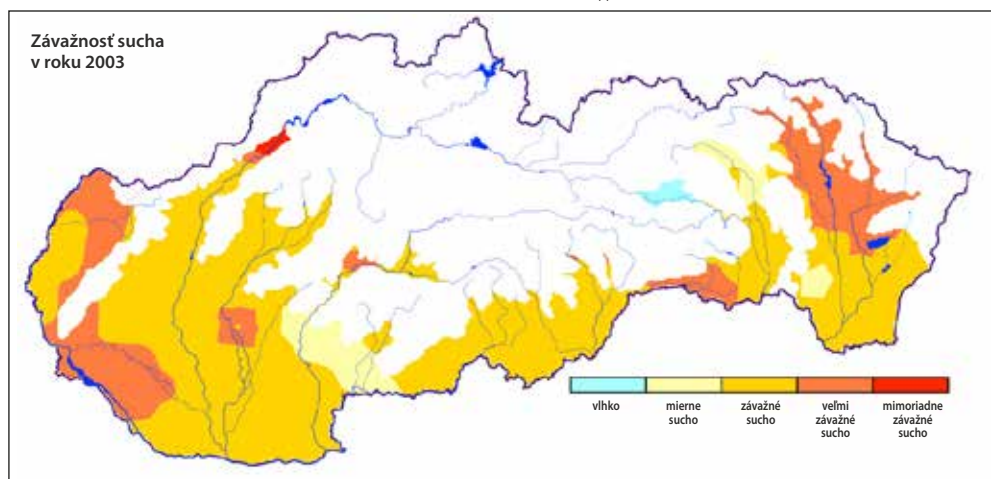 Závažnosť sucha
v roku 2003
vlhko
mierne
sucho
závažné
sucho
veľmi
závažné
sucho
mimoriadne
závažné
sucho